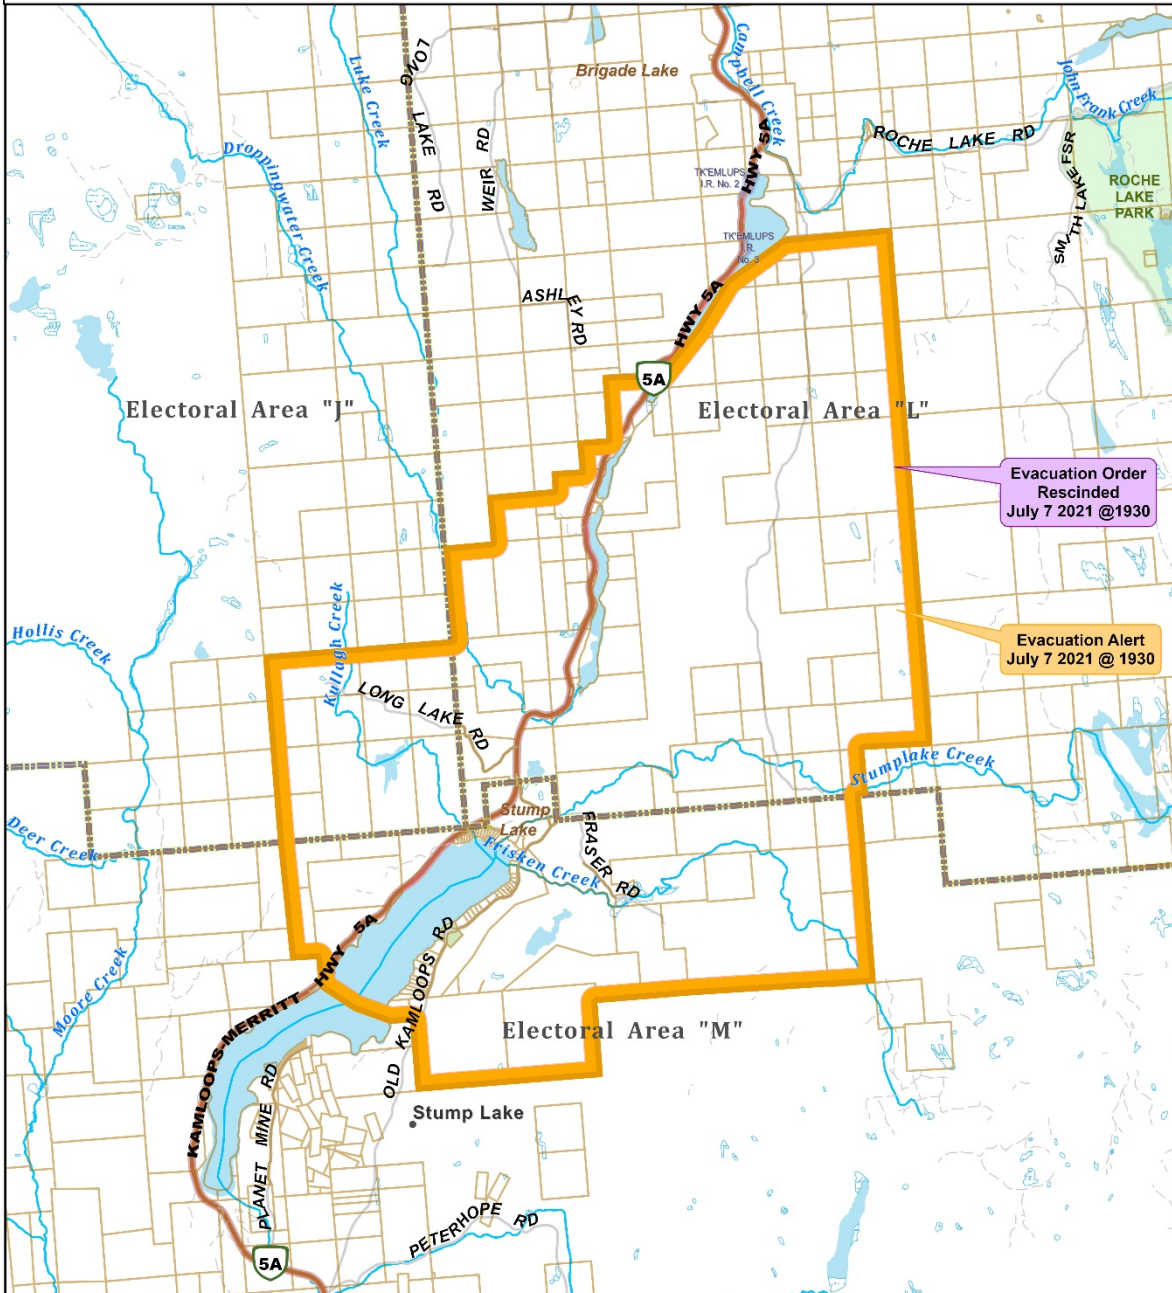 LONG
LAKE
RD
Luke Creek
Brigade Lake
WEIR RD
Campbell Creek
HWY 5A
John Frank Creek
ROCHE LAKE RD
SMITH LAKE FSR
ROCHE
LAKE
PARK
Droppingwater Creek
TK'EMLUPS
I.R. No. 2
TK'EMLUPS
I.R.
No. 3
ASHLEY RD
HWY 5A
5A
Electoral Area "J"
Electoral Area "L"
Evacuation Order
Rescinded
July 7 2021 @1930
Evacuation Alert
July 7 2021 @ 1930
Hollis Creek
Kullagh Creek
LONG LAKE RD
Stumplake Creek
Stump
Lake
Deer Creek
Frisken Creek
FRASER RD
Moore Creek
KAMLOOPS-MERRITT HWY 5A
OLD KAMLOOPS RD
Electoral Area "M"
PLANET MINE RD
Stump Lake
PETERHOPE RD
5A